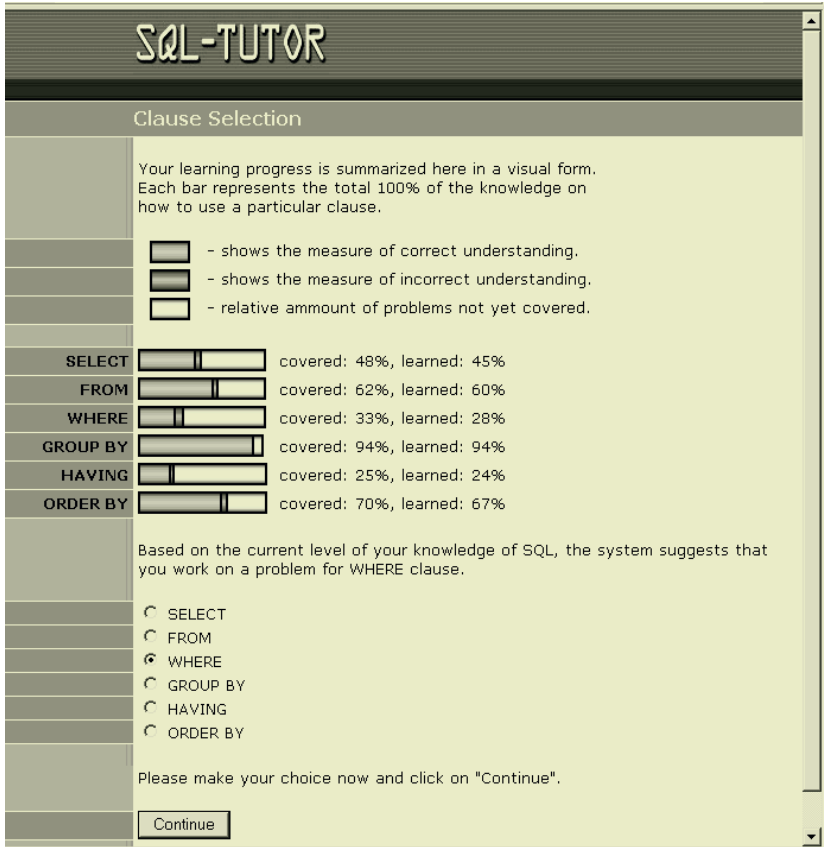 SQL-TUTOR
Clause Selection
Your learning progress is summarized here in a visual form.
Each bar represents the total 100% of the knowledge on
how to use a particular clause.
- shows the measure of correct understanding.
- shows the measure of incorrect understanding.
- relative ammount of problems not yet covered.
SELECT covered: 48%, learned: 45%
FROM covered: 62%, learned: 60%
WHERE covered: 33%, learned: 28%
GROUP BY covered: 94%, learned: 94%
HAVING covered: 25%, learned: 24%
ORDER BY covered: 70%, learned: 67%
Based on the current level of your knowledge of SQL, the system suggests that
you work on a problem for WHERE clause.
SELECT
FROM
WHERE
GROUP BY
HAVING
ORDER BY
Please make your choice now and click on "Continue".
Continue